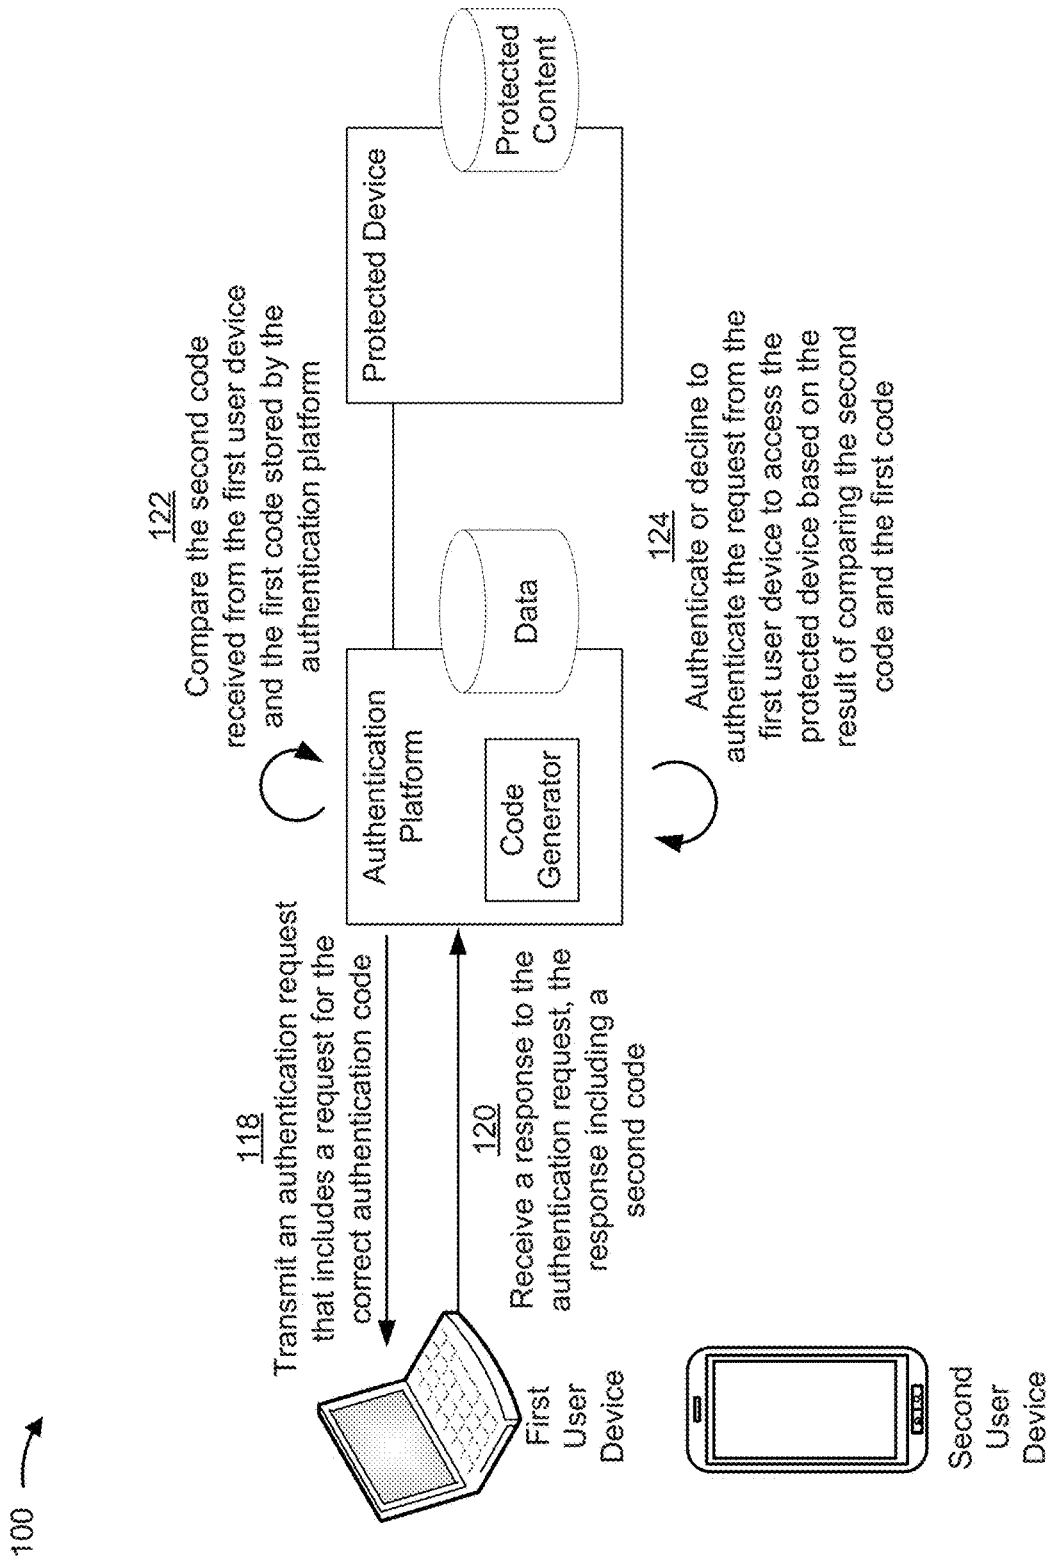 100
118
Transmit an authentication request
that includes a request for the
correct authentication code
120
Receive a response to the
authentication request, the
response including a
second code
First
User
Device
Second
User
Device
122
Compare the second code
received from the first user device
and the first code stored by the
authentication platform
Authentication
Platform
Code
Generator
Data
124
Authenticate or decline to
authenticate the request from the
first user device to access the
protected device based on the
result of comparing the second
code and the first code
Protected Device
Protected
Content